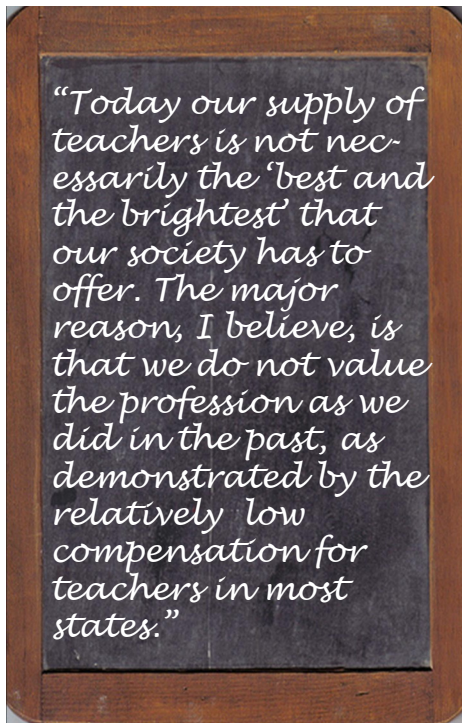 “Today our supply of
teachers is not nec-
essarily the ‘best and
the brightest’ that
our society has to
offer. The major
reason, I believe, is
that we do not value
the profession as we
did in the past, as
demonstrated by the
relatively  low
compensation for
teachers in most
states.”